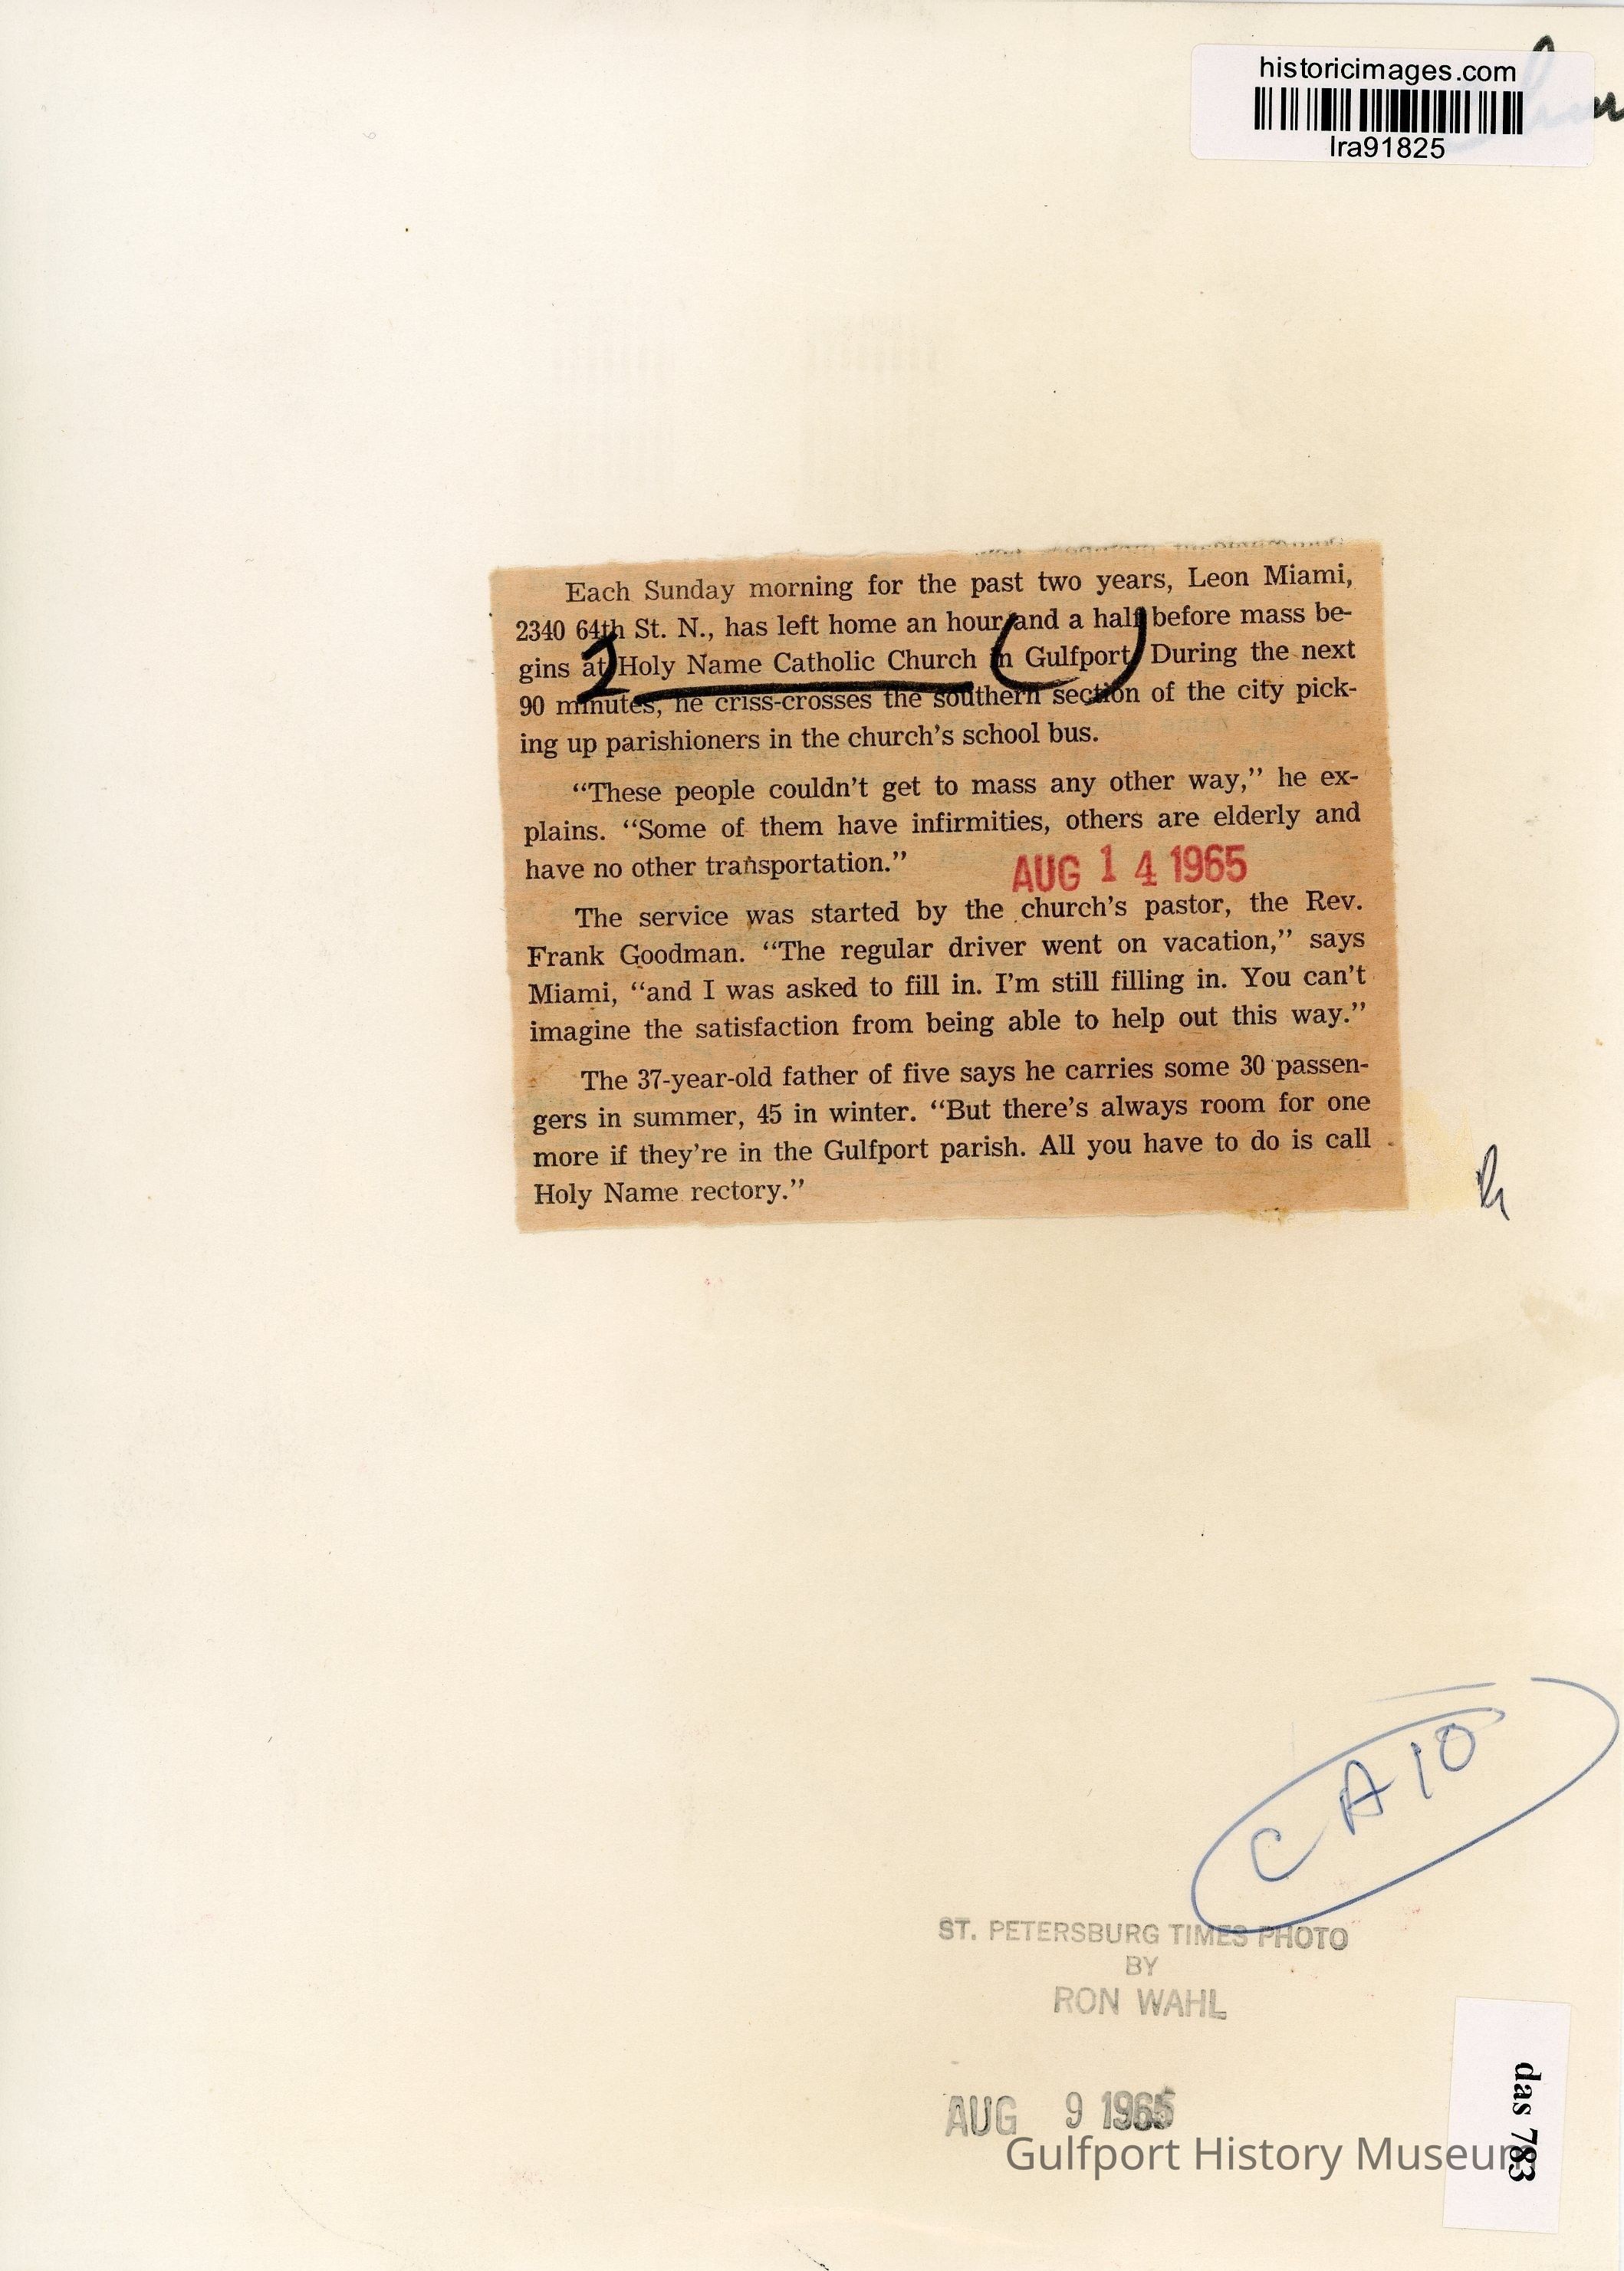 historicimages.com
lra91825
Each Sunday morning for the past two years, Leon Miami,
2340 64th St. N., has left home an hour and a half before mass be-
gins at Holy Name Catholic Church in Gulfport. During the next
90 minutes, he criss-crosses the southern section of the city pick-
ing up parishioners in the church's school bus.
“These people couldn't get to mass any other way,” he ex-
plains. “Some of them have infirmities, others are elderly and
have no other transportation.”
AUG 14 1965
The service was started by the church's pastor, the Rev.
Frank Goodman. “The regular driver went on vacation,” says
Miami, “and I was asked to fill in. I'm still filling in. You can't
imagine the satisfaction from being able to help out this way.”
The 37-year-old father of five says he carries some 30 passen-
gers in summer, 45 in winter. “But there's always room for one
more if they're in the Gulfport parish. All you have to do is call
Holy Name rectory.”
CA10
ST. PETERSBURG TIMES PHOTO
BY
RON WAHL
AUG 9 1965
Gulfport History Museum
das 783